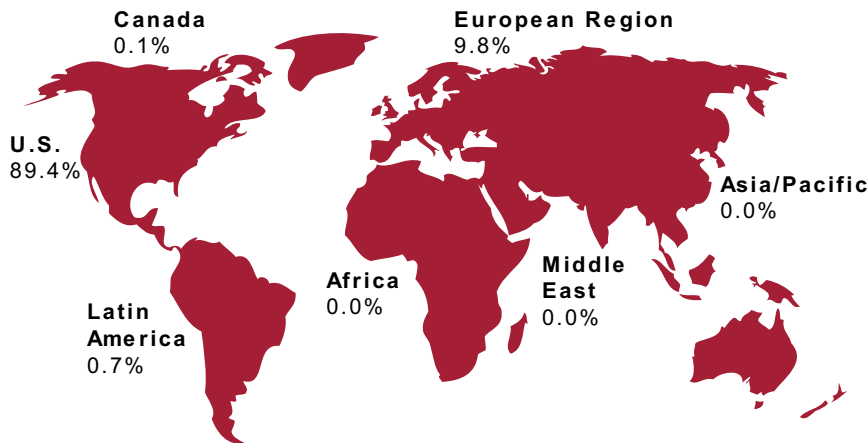 Canada
0.1%
European Region
9.8%
U.S.
89.4%
Asia/Pacific
0.0%
Africa
0.0%
Middle
East
0.0%
Latin
America
0.7%